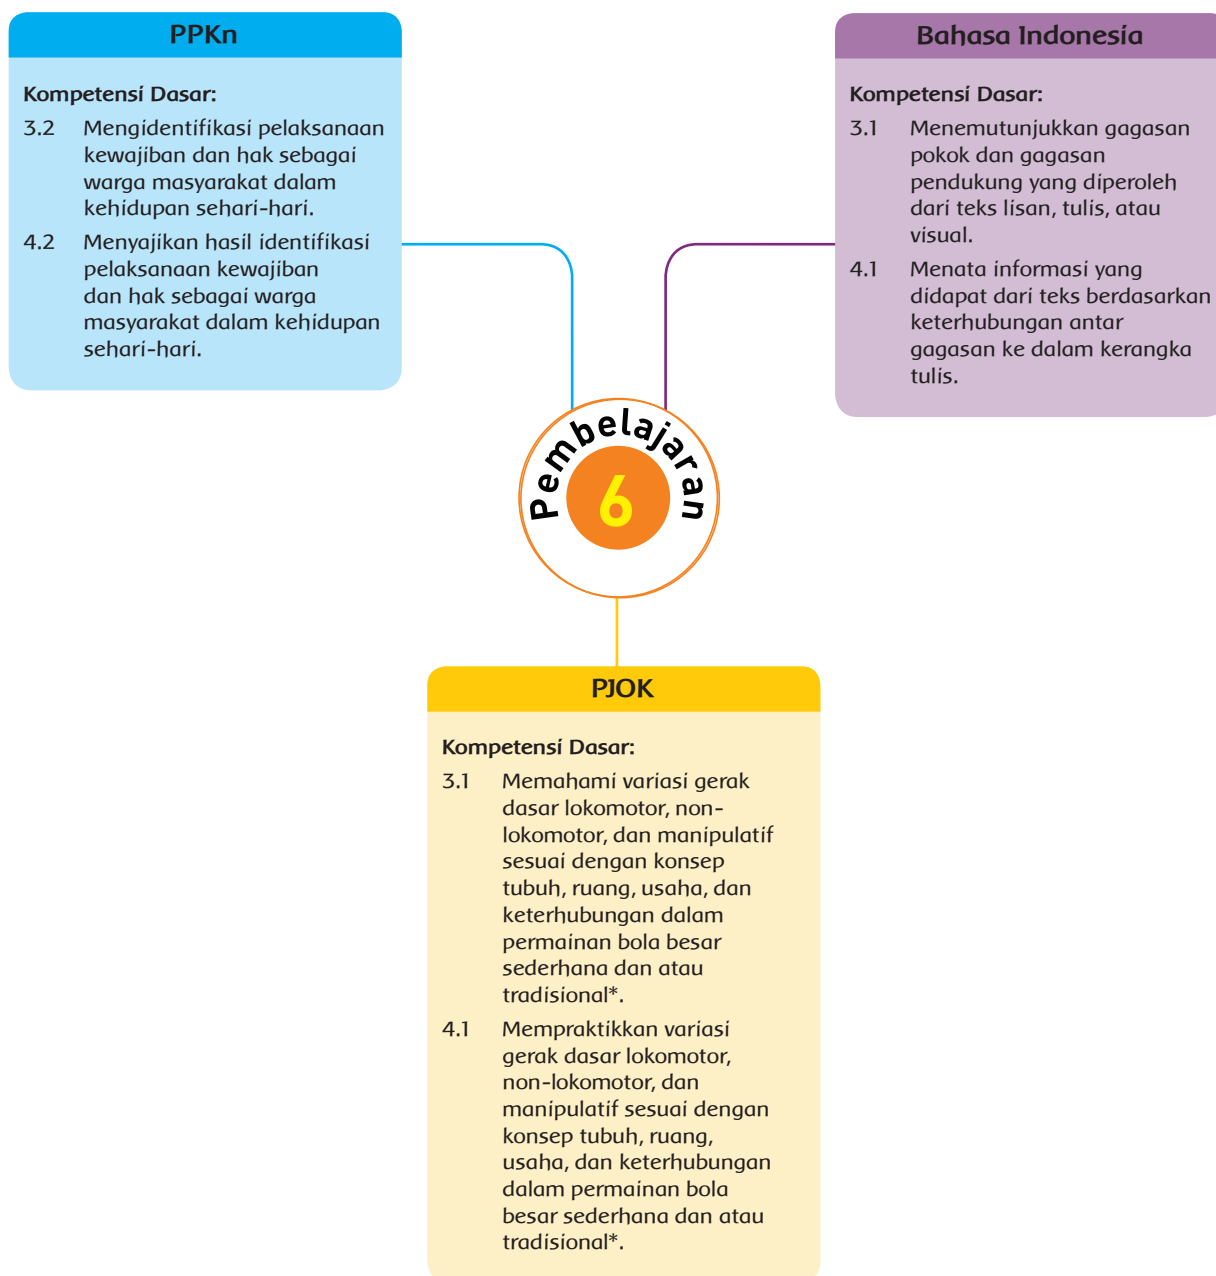 PPKn
Kompetensi Dasar:
3.2 Mengidentifikasi pelaksanaan
kewajiban dan hak sebagai
warga masyarakat dalam
kehidupan sehari-hari.
4.2 Menyajikan hasil identifikasi
pelaksanaan kewajiban
dan hak sebagai warga
masyarakat dalam kehidupan
sehari-hari.
Bahasa Indonesia
Kompetensi Dasar:
3.1 Menemutunjukkan gagasan
pokok dan gagasan
pendukung yang diperoleh
dari teks lisan, tulis, atau
visual.
4.1 Menata informasi yang
didapat dari teks berdasarkan
keterhubungan antar
gagasan ke dalam kerangka
tulis.
Pembelajaran
6
PJOK
Kompetensi Dasar:
3.1 Memahami variasi gerak
dasar lokomotor, non-
lokomotor, dan manipulatif
sesuai dengan konsep
tubuh, ruang, usaha, dan
keterhubungan dalam
permainan bola besar
sederhana dan atau
tradisional*.
4.1 Mempraktikkan variasi
gerak dasar lokomotor,
non-lokomotor, dan
manipulatif sesuai dengan
konsep tubuh, ruang,
usaha, dan keterhubungan
dalam permainan bola
besar sederhana dan atau
tradisional*.